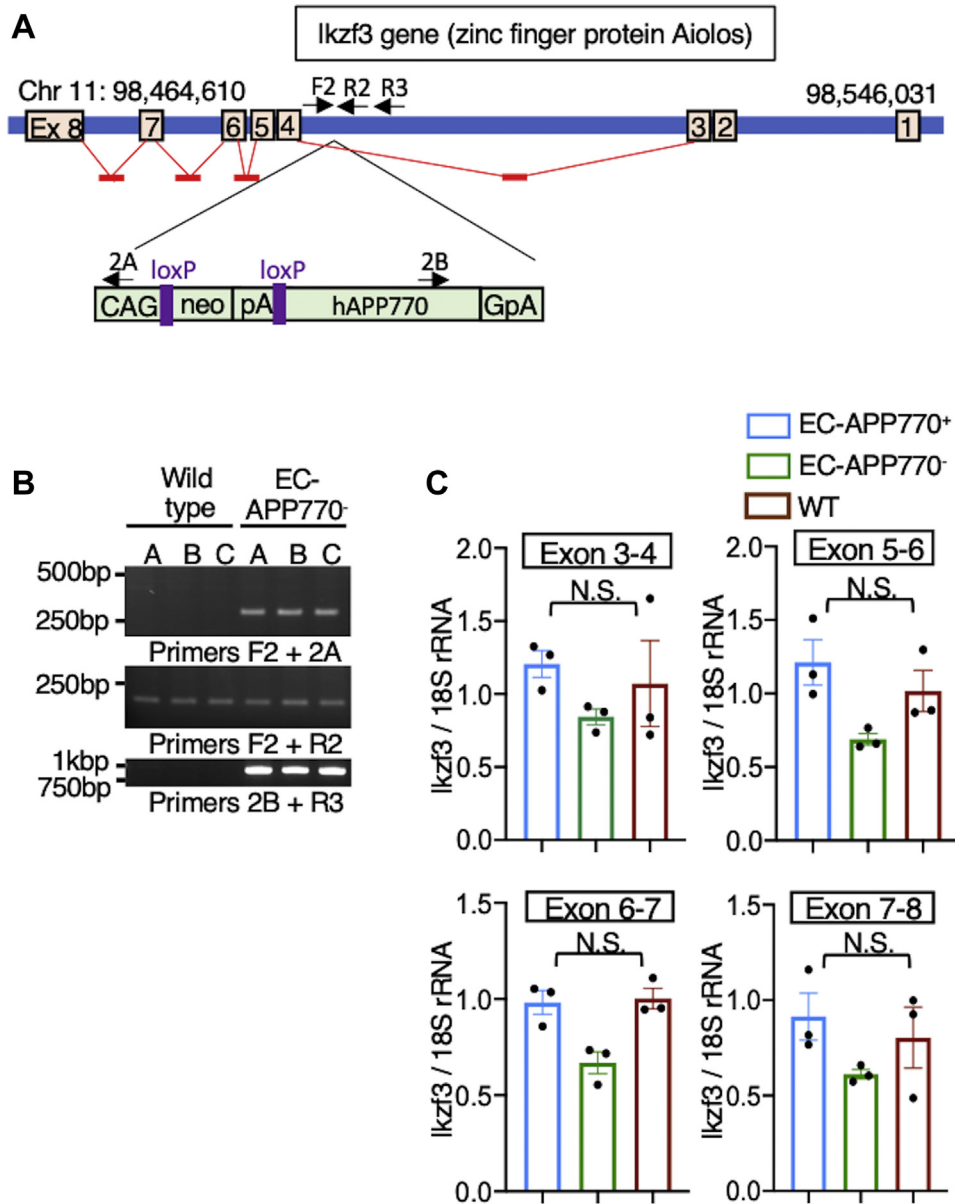 A
Ikzf3 gene (zinc finger protein Aiolos)
Chr 11: 98,464,610
F2
R2
R3
98,546,031
Ex 8
7
6
5
4
3
2
1
2A
loxP
loxP
2B
CAG
neo
pA
hAPP770
GpA
B
Wild type
EC-APP770-
A B C A B C
500bp
250bp
Primers F2 + 2A
250bp
Primers F2 + R2
1kbp
750bp
Primers 2B + R3
C
EC-APP770+
EC-APP770-
WT
Exon 3-4
N.S.
Ikzf3 / 18S rRNA
2.0
1.5
1.0
0.5
0.0
Exon 5-6
N.S.
Ikzf3 / 18S rRNA
2.0
1.5
1.0
0.5
0.0
Exon 6-7
N.S.
Ikzf3 / 18S rRNA
1.5
1.0
0.5
0.0
Exon 7-8
N.S.
Ikzf3 / 18S rRNA
1.5
1.0
0.5
0.0